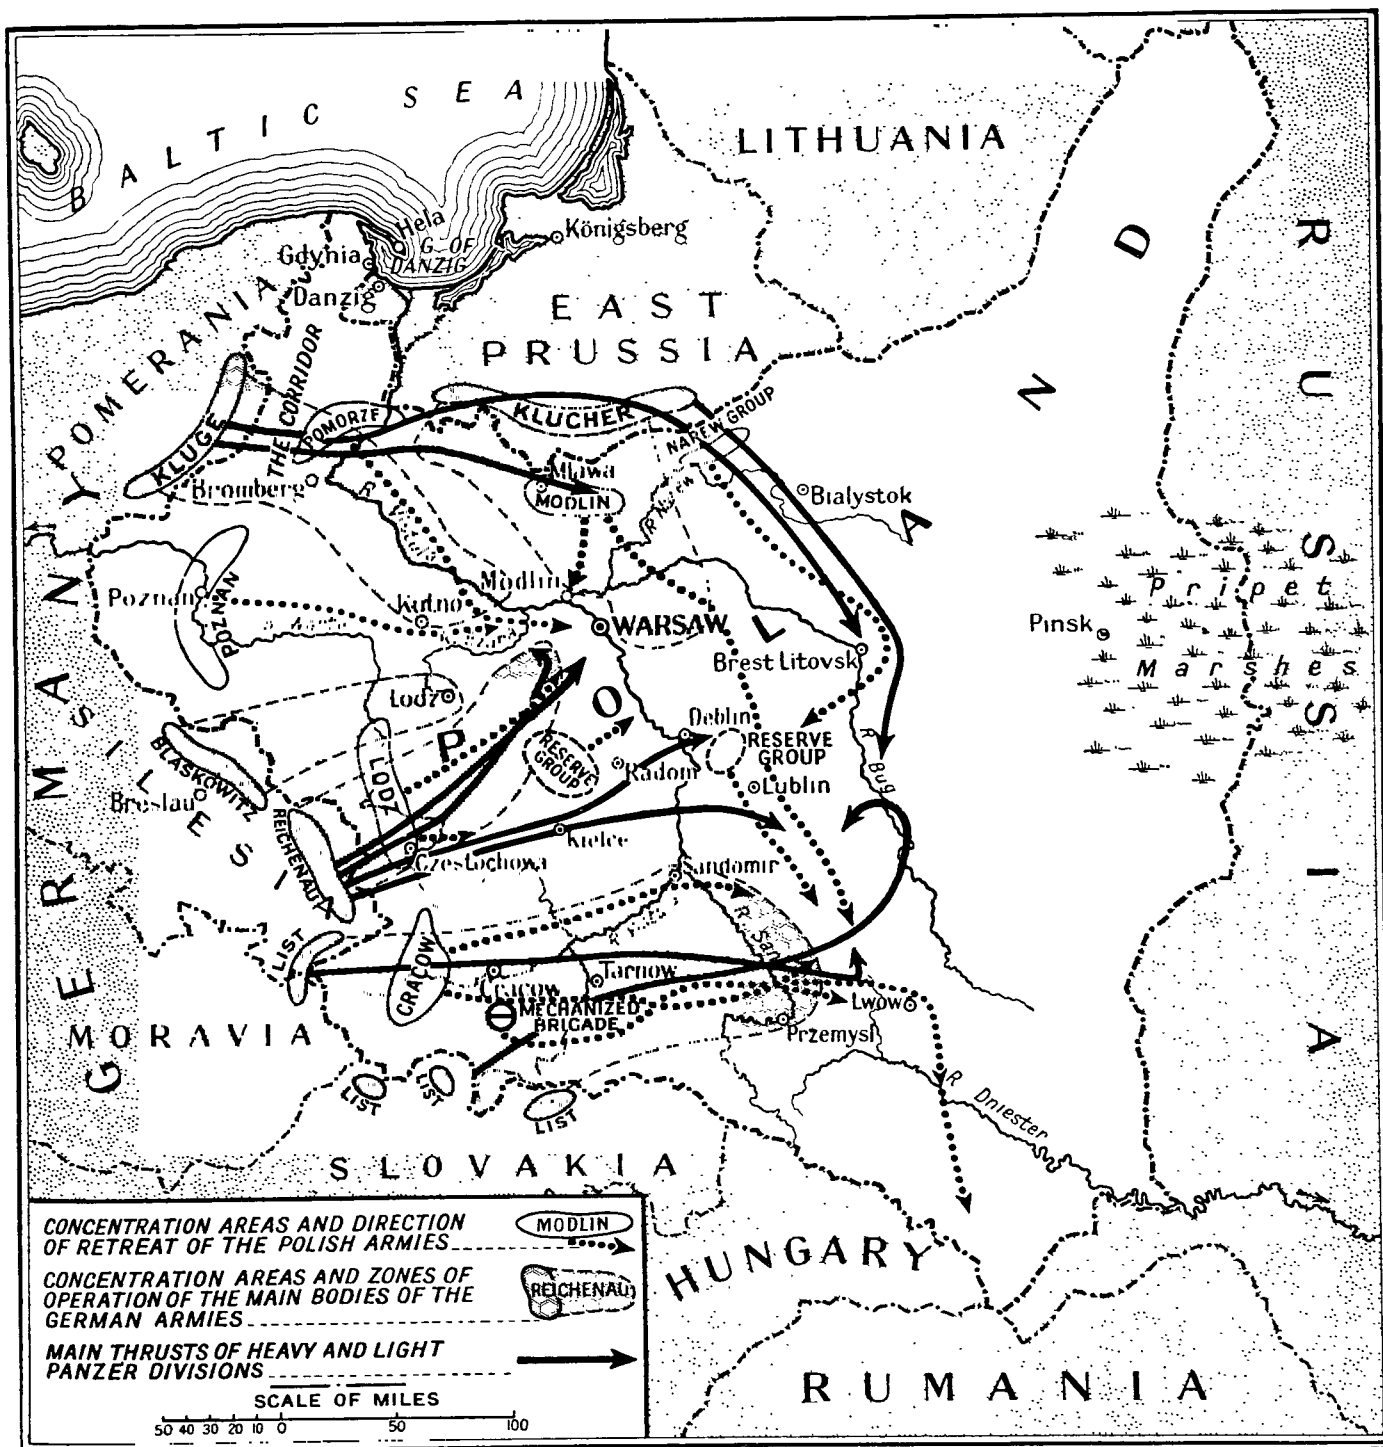 BALTIC SEA
LITHUANIA
RUSSIA
Hela
G. OF
DANZIG
Königsberg
Gdynia
Danzig
EAST
PRUSSIA
POMERANIA
THE CORRIDOR
POMORZE
KLUGE
KLUCHER
NAREW GROUP
Bromberg
Mława
MODLIN
Bialystok
POLAND
GERMANY
Poznan
POZNAN
Kutno
Modlin
WARSAW
Brest Litovsk
Pinsk
Pripet
Marshes
SILESIA
Łodz
BLASKOWITZ
Breslau
REICHENAU
LODZ
RESERVE
GROUP
Deblin
Radom
RESERVE
GROUP
Lublin
R Bug
Kielce
Czestochowa
Sandomir
R San
LIST
CRACOW
Cracow
Tarnow
MECHANIZED
BRIGADE
Lwow
Przemysl
MORAVIA
LIST
LIST
LIST
R Dniester
SLOVAKIA
HUNGARY
RUMANIA
CONCENTRATION AREAS AND DIRECTION
OF RETREAT OF THE POLISH ARMIES
MODLIN
CONCENTRATION AREAS AND ZONES OF
OPERATION OF THE MAIN BODIES OF THE
GERMAN ARMIES
REICHENAU
MAIN THRUSTS OF HEAVY AND LIGHT
PANZER DIVISIONS
SCALE OF MILES
50 40 30 20 10 0 50 100